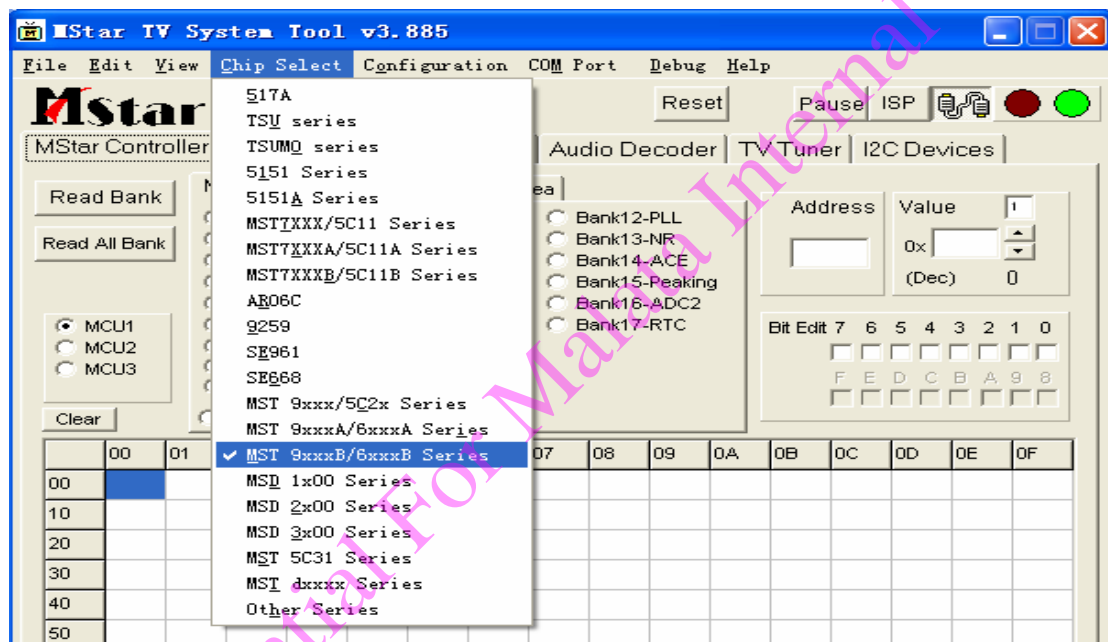 MStar TV System Tool v3.885
File Edit View Chip Select Configuration COM Port Debug Help
MStar
Reset Pause ISP
MStar Controller Audio Decoder TV Tuner I2C Devices
517A
TSU series
TSUMO series
5151 Series
5151A Series
MST7XXX/5C11 Series
MST7XXXA/5C11A Series
MST7XXXB/5C11B Series
AR06C
9259
SE961
SE668
MST 9xxx/5C2x Series
MST 9xxxA/6xxxA Series
MST 9xxxB/6xxxB Series
MSD 1x00 Series
MSD 2x00 Series
MSD 3x00 Series
MST 5C31 Series
MST dxxxx Series
Other Series
Read Bank
Read All Bank
MCU1
MCU2
MCU3
Clear
Bank12-PLL
Bank13-NR
Bank14-ACE
Bank15-Peaking
Bank16-ADC2
Bank17-RTC
Address Value 1
0x
(Dec) 0
Bit Edit 7 6 5 4 3 2 1 0
F E D C B A 9 8
00 01 07 08 09 0A 0B 0C 0D 0E 0F
00
10
20
30
40
50
For Malata Internal